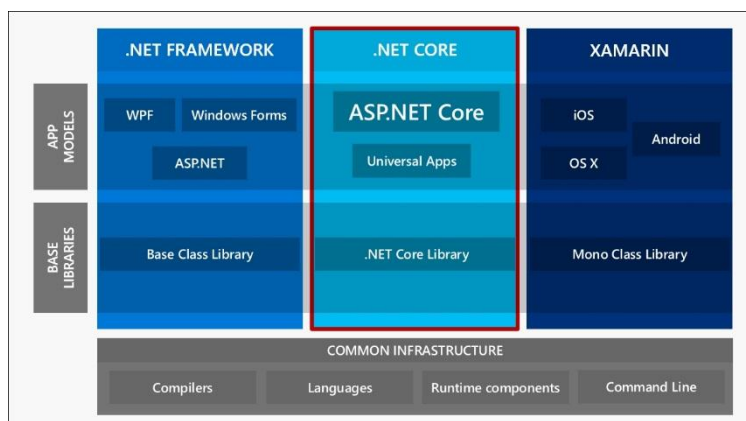 .NET FRAMEWORK
.NET CORE
XAMARIN
APP
MODELS
WPF
Windows Forms
ASP.NET
ASP.NET Core
Universal Apps
iOS
Android
OS X
BASE
LIBRARIES
Base Class Library
.NET Core Library
Mono Class Library
COMMON INFRASTRUCTURE
Compilers
Languages
Runtime components
Command Line